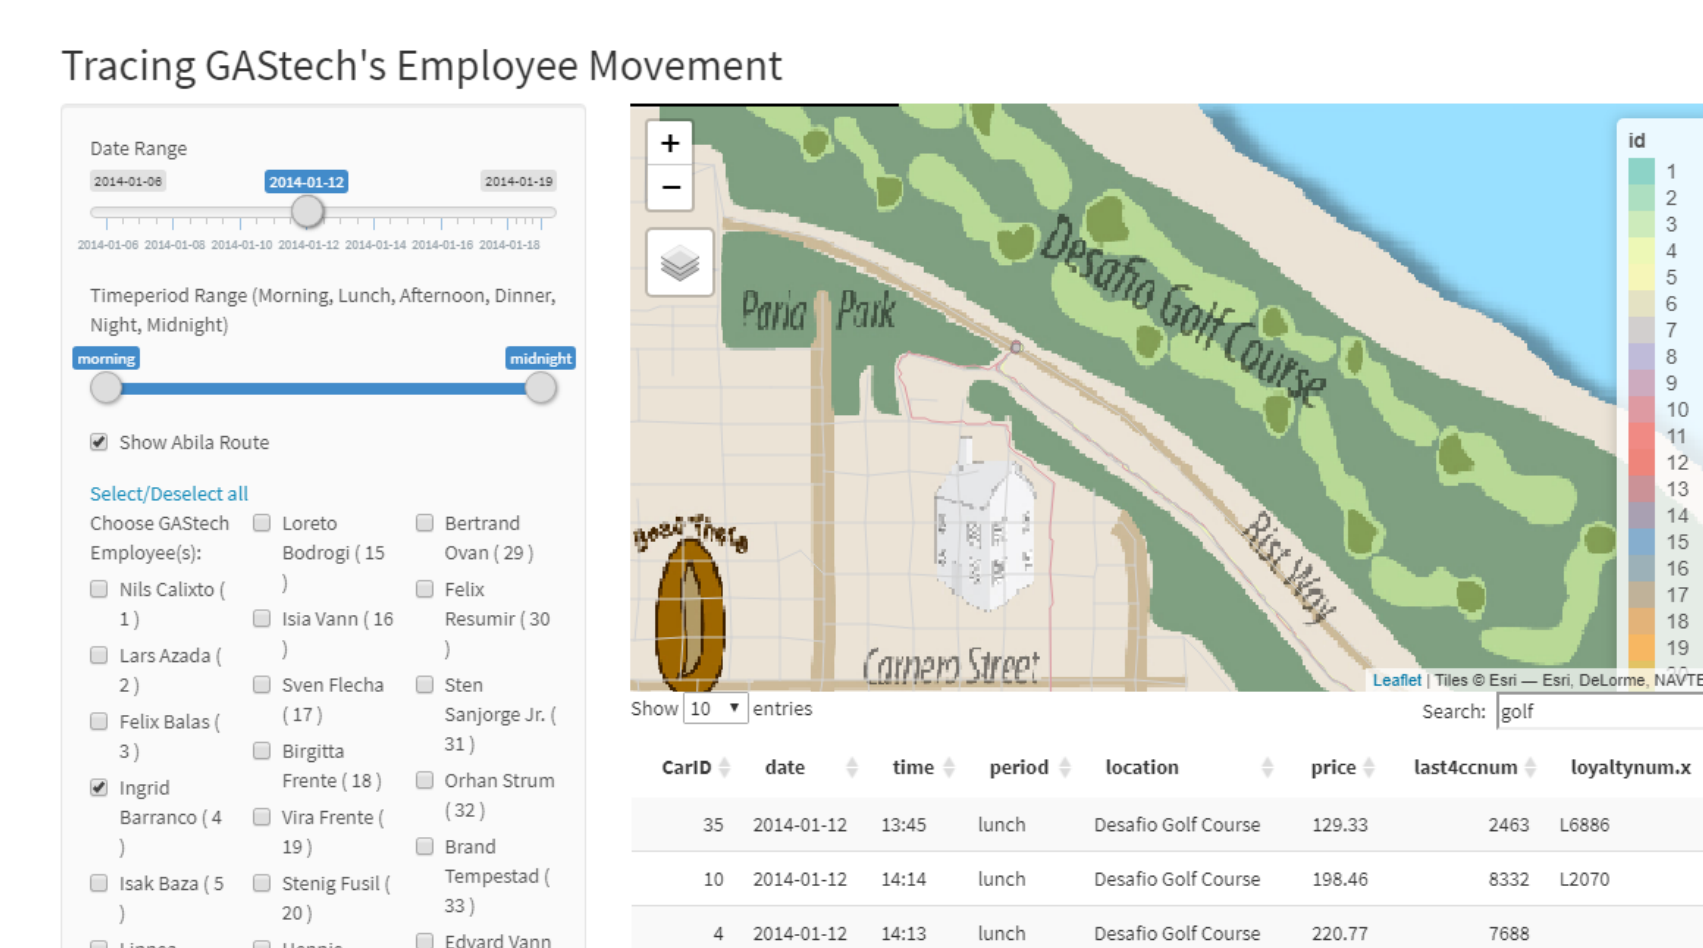 Tracing GAStech's Employee Movement
Date Range
2014-01-06
2014-01-12
2014-01-19
2014-01-06 2014-01-08 2014-01-10 2014-01-12 2014-01-14 2014-01-16 2014-01-18
Timeperiod Range (Morning, Lunch, Afternoon, Dinner,
Night, Midnight)
morning
midnight
Show Abila Route
Select/Deselect all
Choose GAStech
Employee(s):
Nils Calixto (
1 )
Lars Azada (
2 )
Felix Balas (
3 )
Ingrid
Barranco ( 4
)
Isak Baza ( 5
)
Loreto
Bodrogi ( 15
)
Isia Vann ( 16
)
Sven Flecha
( 17 )
Birgitta
Frente ( 18 )
Vira Frente (
19 )
Stenig Fusil (
20 )
Bertrand
Ovan ( 29 )
Felix
Resumir ( 30
)
Sten
Sanjorge Jr. (
31 )
Orhan Strum
( 32 )
Brand
Tempestad (
33 )
Edvard Vann
+
−
Paria Park
Desafio Golf Course
Rist Way
Carnero Street
id
1
2
3
4
5
6
7
8
9
10
11
12
13
14
15
16
17
18
19
20
Leaflet | Tiles © Esri — Esri, DeLorme, NAVTE
Show 10 entries
Search: golf
CarID date time period location price last4ccnum loyaltynum.x
35 2014-01-12 13:45 lunch Desafio Golf Course 129.33 2463 L6886
10 2014-01-12 14:14 lunch Desafio Golf Course 198.46 8332 L2070
4 2014-01-12 14:13 lunch Desafio Golf Course 220.77 7688